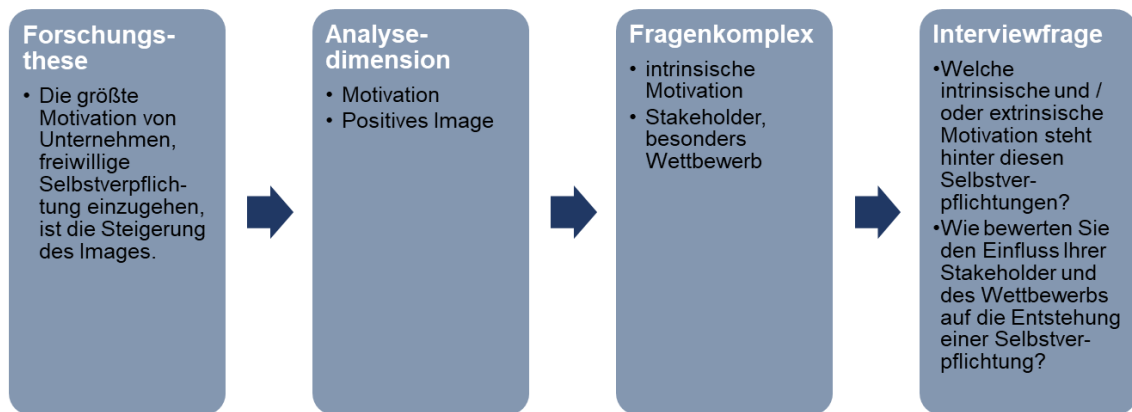 Forschungs-
these
• Die größte
Motivation von
Unternehmen,
freiwillige
Selbstverpflich-
tung einzugehen,
ist die Steigerung
des Images.
Analyse-
dimension
• Motivation
• Positives Image
Fragenkomplex
• intrinsische
Motivation
• Stakeholder,
besonders
Wettbewerb
Interviewfrage
•Welche
intrinsische und /
oder extrinsische
Motivation steht
hinter diesen
Selbstver-
pflichtungen?
•Wie bewerten Sie
den Einfluss Ihrer
Stakeholder und
des Wettbewerbs
auf die Entstehung
einer Selbstver-
pflichtung?